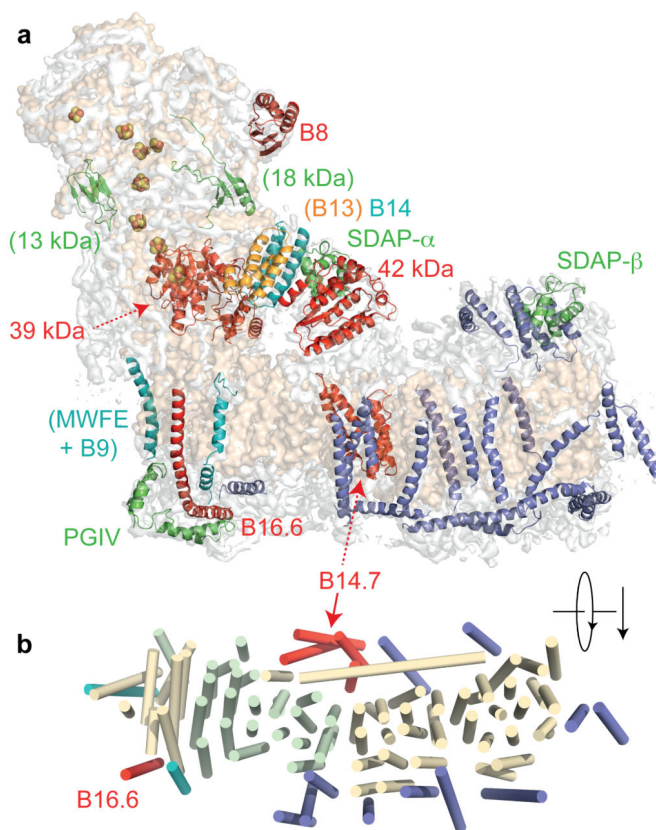 a
B8
(18 kDa)
(B13) B14
(13 kDa)
SDAP-α
42 kDa
SDAP-β
39 kDa
(MWFE
+ B9)
PGIV
B16.6
B14.7
b
B16.6